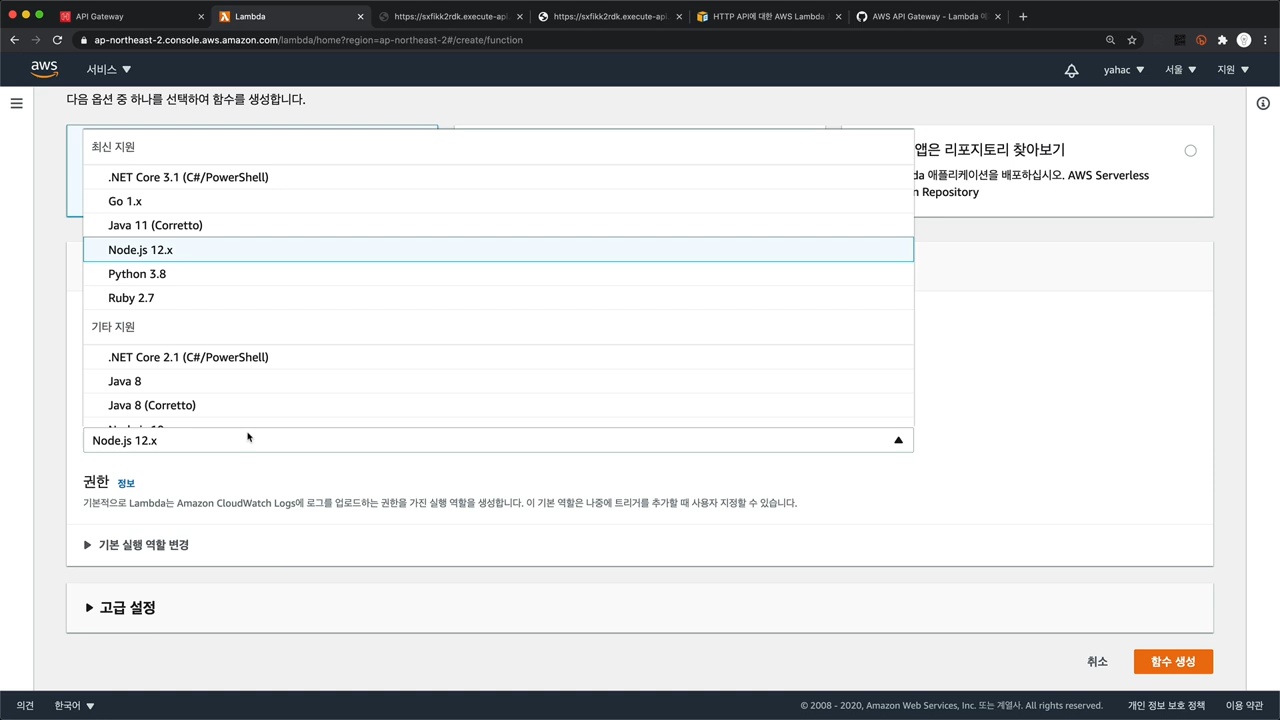 API Gateway
Lambda
https://sxfikk2rdk.execute-api.
https://sxfikk2rdk.execute-api.
HTTP API에 대한 AWS Lambda
AWS API Gateway - Lambda
ap-northeast-2.console.aws.amazon.com/lambda/home?region=ap-northeast-2#/create/function
aws
서비스
yahac
서울
지원
다음 옵션 중 하나를 선택하여 함수를 생성합니다.
앱은 리포지토리 찾아보기
da 애플리케이션을 배포하십시오. AWS Serverless
n Repository
최신 지원
.NET Core 3.1 (C#/PowerShell)
Go 1.x
Java 11 (Corretto)
Node.js 12.x
Python 3.8
Ruby 2.7
기타 지원
.NET Core 2.1 (C#/PowerShell)
Java 8
Java 8 (Corretto)
Node.js 12.x
권한 정보
기본적으로 Lambda는 Amazon CloudWatch Logs에 로그를 업로드하는 권한을 가진 실행 역할을 생성합니다. 이 기본 역할은 나중에 트리거를 추가할 때 사용자 지정할 수 있습니다.
기본 실행 역할 변경
고급 설정
취소
함수 생성
의견
한국어
© 2008 - 2020, Amazon Web Services, Inc. 또는 계열사. All rights reserved.
개인 정보 보호 정책
이용 약관